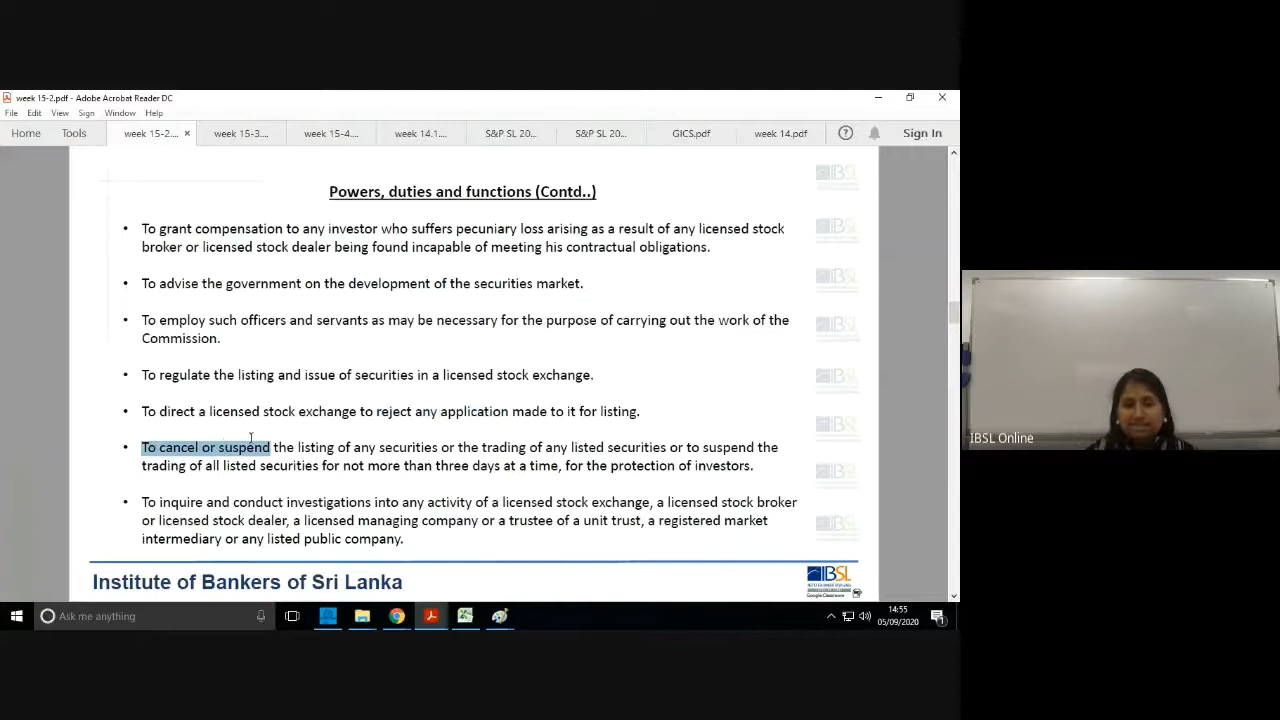 week 15-2.pdf - Adobe Acrobat Reader DC
File Edit View Sign Window Help
Home Tools week 15-2.... × week 15-3.... week 15-4.... week 14.1.... S&P SL 20... S&P SL 20... GICS.pdf week 14.pdf Sign In
Powers, duties and functions (Contd..)
• To grant compensation to any investor who suffers pecuniary loss arising as a result of any licensed stock
broker or licensed stock dealer being found incapable of meeting his contractual obligations.
• To advise the government on the development of the securities market.
• To employ such officers and servants as may be necessary for the purpose of carrying out the work of the
Commission.
• To regulate the listing and issue of securities in a licensed stock exchange.
• To direct a licensed stock exchange to reject any application made to it for listing.
• To cancel or suspend the listing of any securities or the trading of any listed securities or to suspend the
trading of all listed securities for not more than three days at a time, for the protection of investors.
• To inquire and conduct investigations into any activity of a licensed stock exchange, a licensed stock broker
or licensed stock dealer, a licensed managing company or a trustee of a unit trust, a registered market
intermediary or any listed public company.
Institute of Bankers of Sri Lanka
IBSL
Google Classroom
Ask me anything
14:55
05/09/2020
IBSL Online